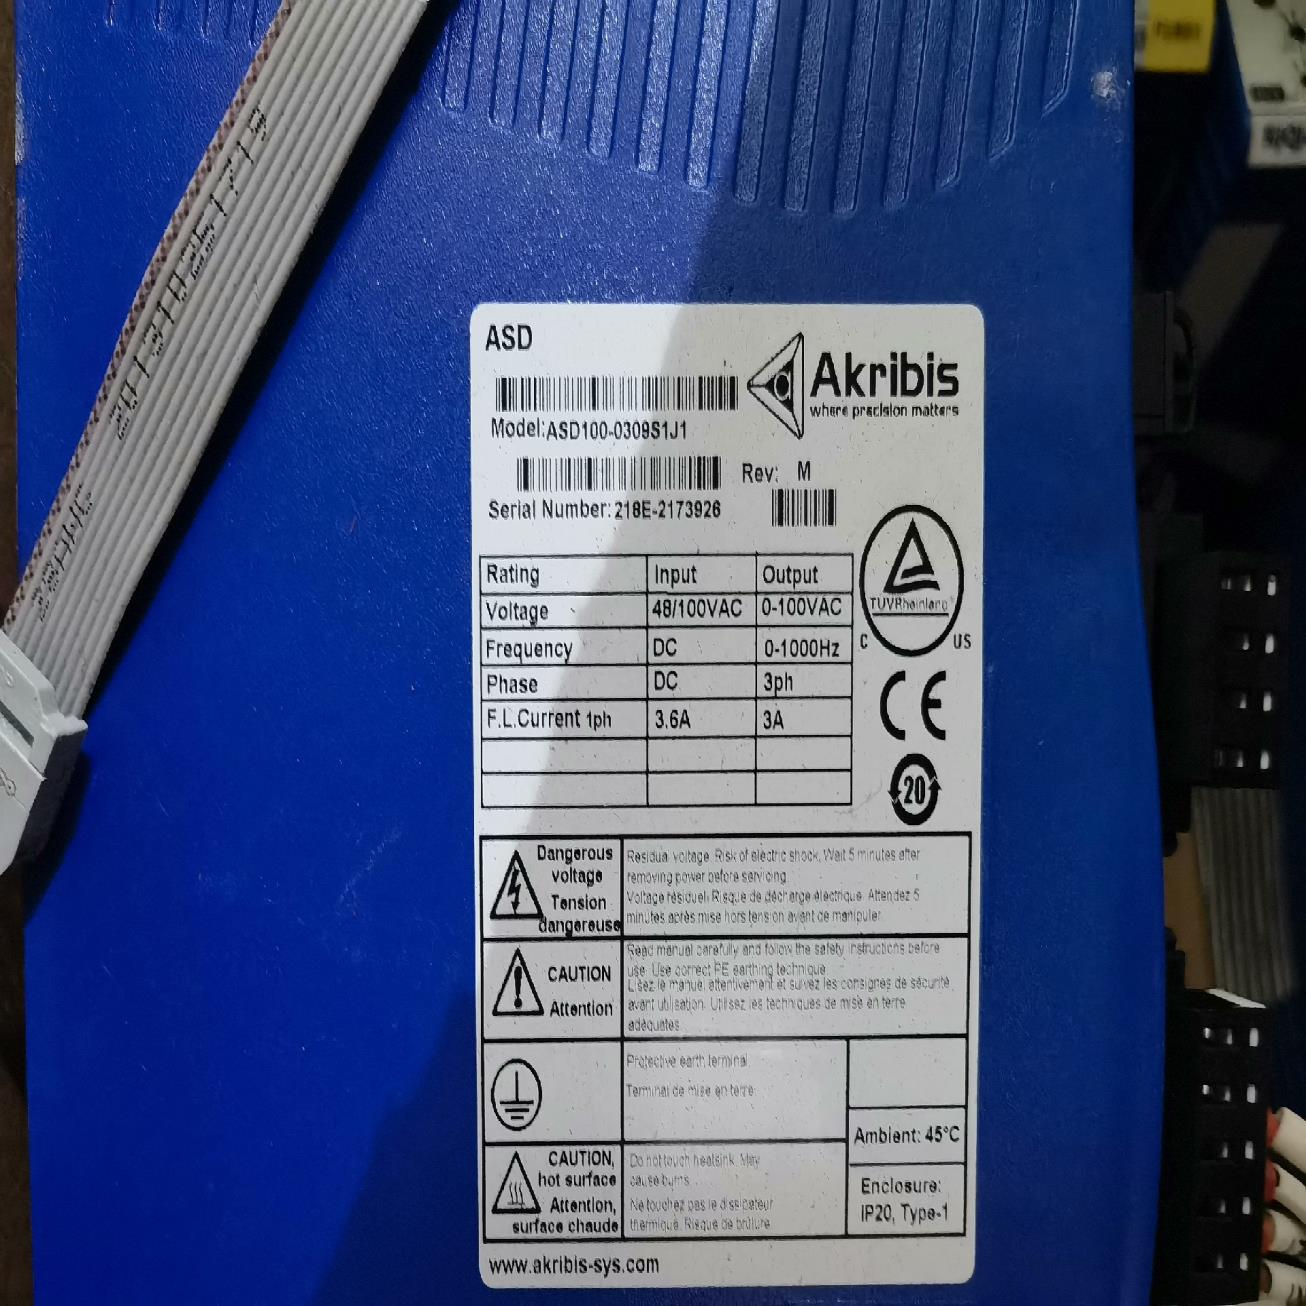 ASD
Akribis
where precision matters
Model:ASD100-0309S1J1
Rev: M
Serial Number: 218E-2173926
Rating Input Output
Voltage 48/100VAC 0-100VAC
Frequency DC 0-1000Hz
Phase DC 3ph
F.L.Current 1ph 3.6A 3A
TUVRheinland
C US
CE
20
Dangerous voltage
Tension dangereuse
Residual voltage. Risk of electric shock, Wait 5 minutes after
removing power before servicing.
Voltage résiduel. Risque de décharge électrique. Attendez 5
minutes après mise hors tension avant de manipuler.
CAUTION
Attention
Read manual carefully and follow the safety instructions before
use. Use correct PE earthing technique.
Lisez le manuel attentivement et suivez les consignes de sécurité
avant utilisation. Utilisez les techniques de mise en terre
adéquates.
Protective earth terminal
Terminal de mise en terre
Ambient: 45°C
CAUTION,
hot surface
Attention,
surface chaude
Do not touch heatsink. May
cause burns.
Ne touchez pas le dissipateur
thermique. Risque de brûlure.
Enclosure:
IP20, Type-1
www.akribis-sys.com